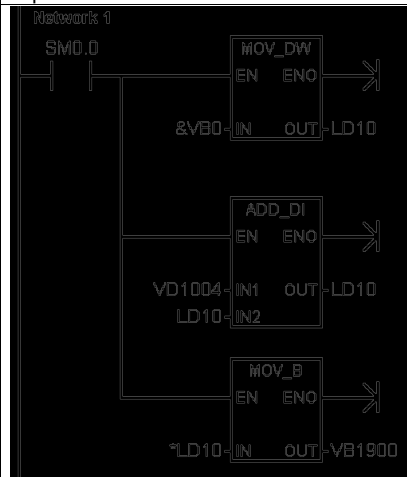 Network 1
SM0.0
MOV_DW
EN ENO
&VB0 IN OUT LD10
ADD_DI
EN ENO
VD1004 IN1 OUT LD10
LD10 IN2
MOV_B
EN ENO
*LD10 IN OUT VB1900